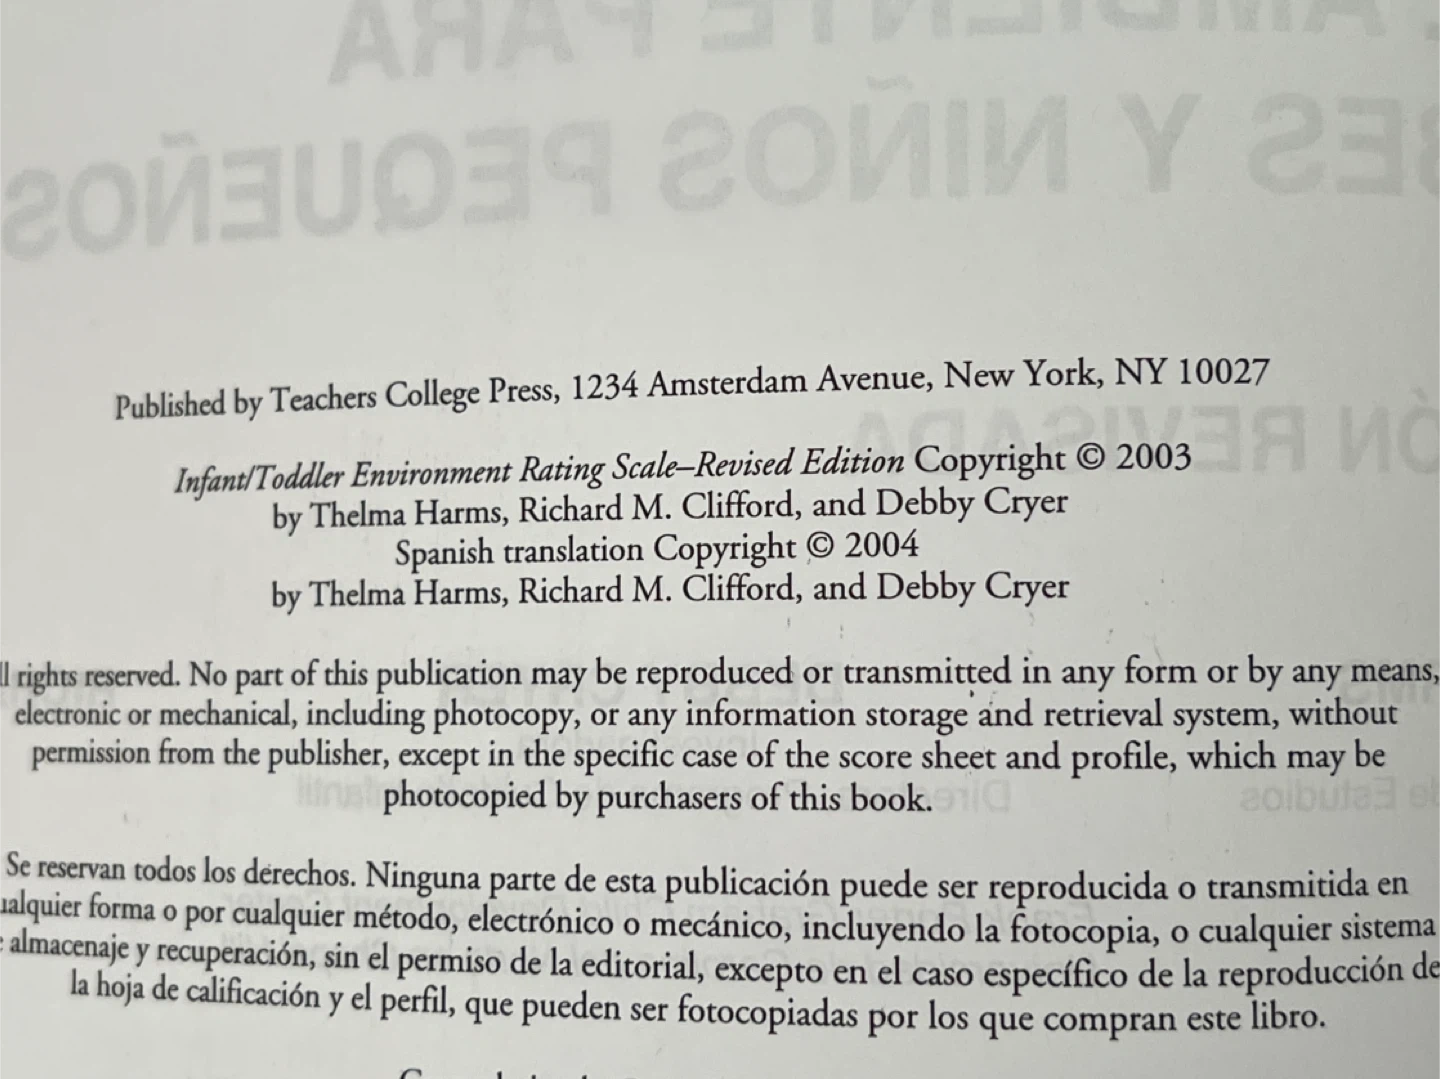 Published by Teachers College Press, 1234 Amsterdam Avenue, New York, NY 10027
Infant/Toddler Environment Rating Scale–Revised Edition Copyright © 2003
by Thelma Harms, Richard M. Clifford, and Debby Cryer
Spanish translation Copyright © 2004
by Thelma Harms, Richard M. Clifford, and Debby Cryer
ll rights reserved. No part of this publication may be reproduced or transmitted in any form or by any means,
electronic or mechanical, including photocopy, or any information storage and retrieval system, without
permission from the publisher, except in the specific case of the score sheet and profile, which may be
photocopied by purchasers of this book.
Se reservan todos los derechos. Ninguna parte de esta publicación puede ser reproducida o transmitida en
ualquier forma o por cualquier método, electrónico o mecánico, incluyendo la fotocopia, o cualquier sistema
almacenaje y recuperación, sin el permiso de la editorial, excepto en el caso específico de la reproducción de
la hoja de calificación y el perfil, que pueden ser fotocopiadas por los que compran este libro.